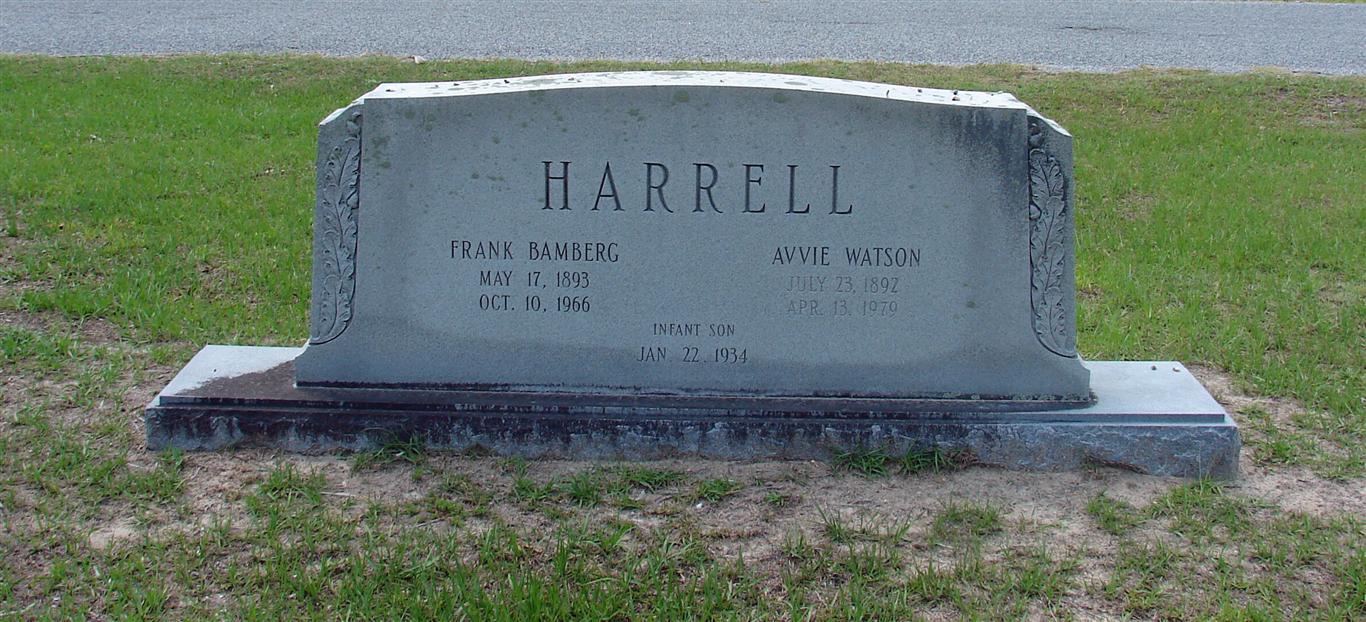 HARRELL
FRANK BAMBERG
MAY 17, 1893
OCT. 10, 1966
AVVIE WATSON
JULY 23, 1892
APR. 13, 1979
INFANT SON
JAN. 22, 1934